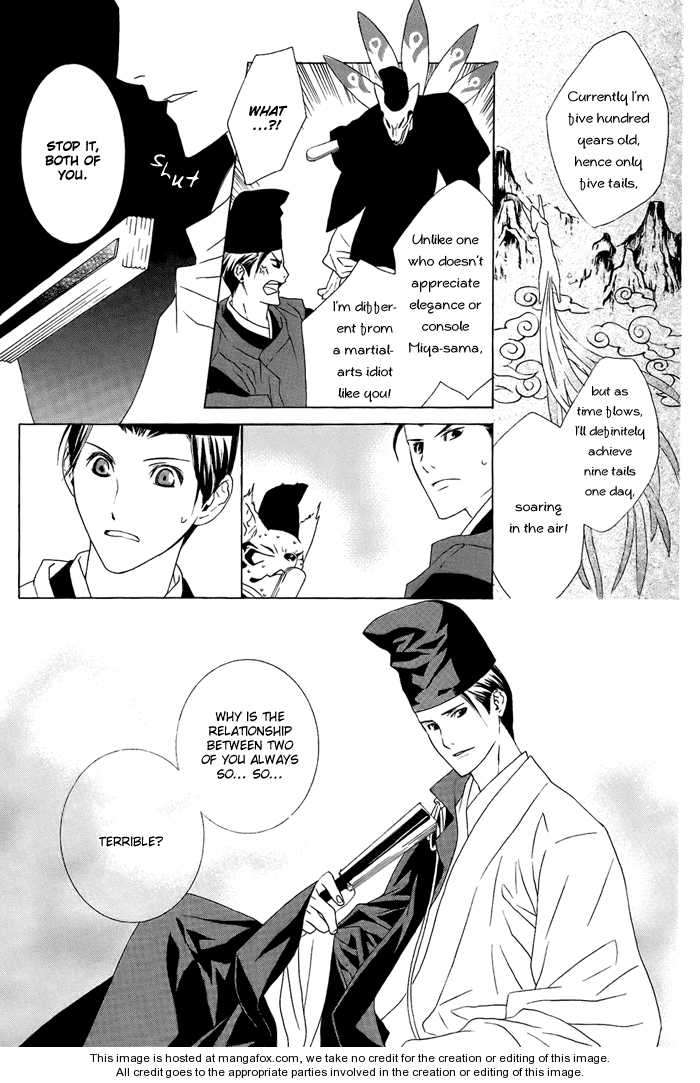 Currently I'm
five hundred
years old,
hence only
five tails,
but as
time flows,
I'll definitely
achieve
nine tails
one day,
soaring
in the air!
Unlike one
who doesn't
appreciate
elegance or
console
Miya-sama,
I'm differ-
ent from
a martial-
arts idiot
like you!
WHAT
...?!
STOP IT,
BOTH OF
YOU.
shut
WHY IS THE
RELATIONSHIP
BETWEEN TWO
OF YOU ALWAYS
SO... SO...
TERRIBLE?
This image is hosted at mangafox.com, we take no credit for the creation or editing of this image.
All credit goes to the appropriate parties involved in the creation or editing of this image.